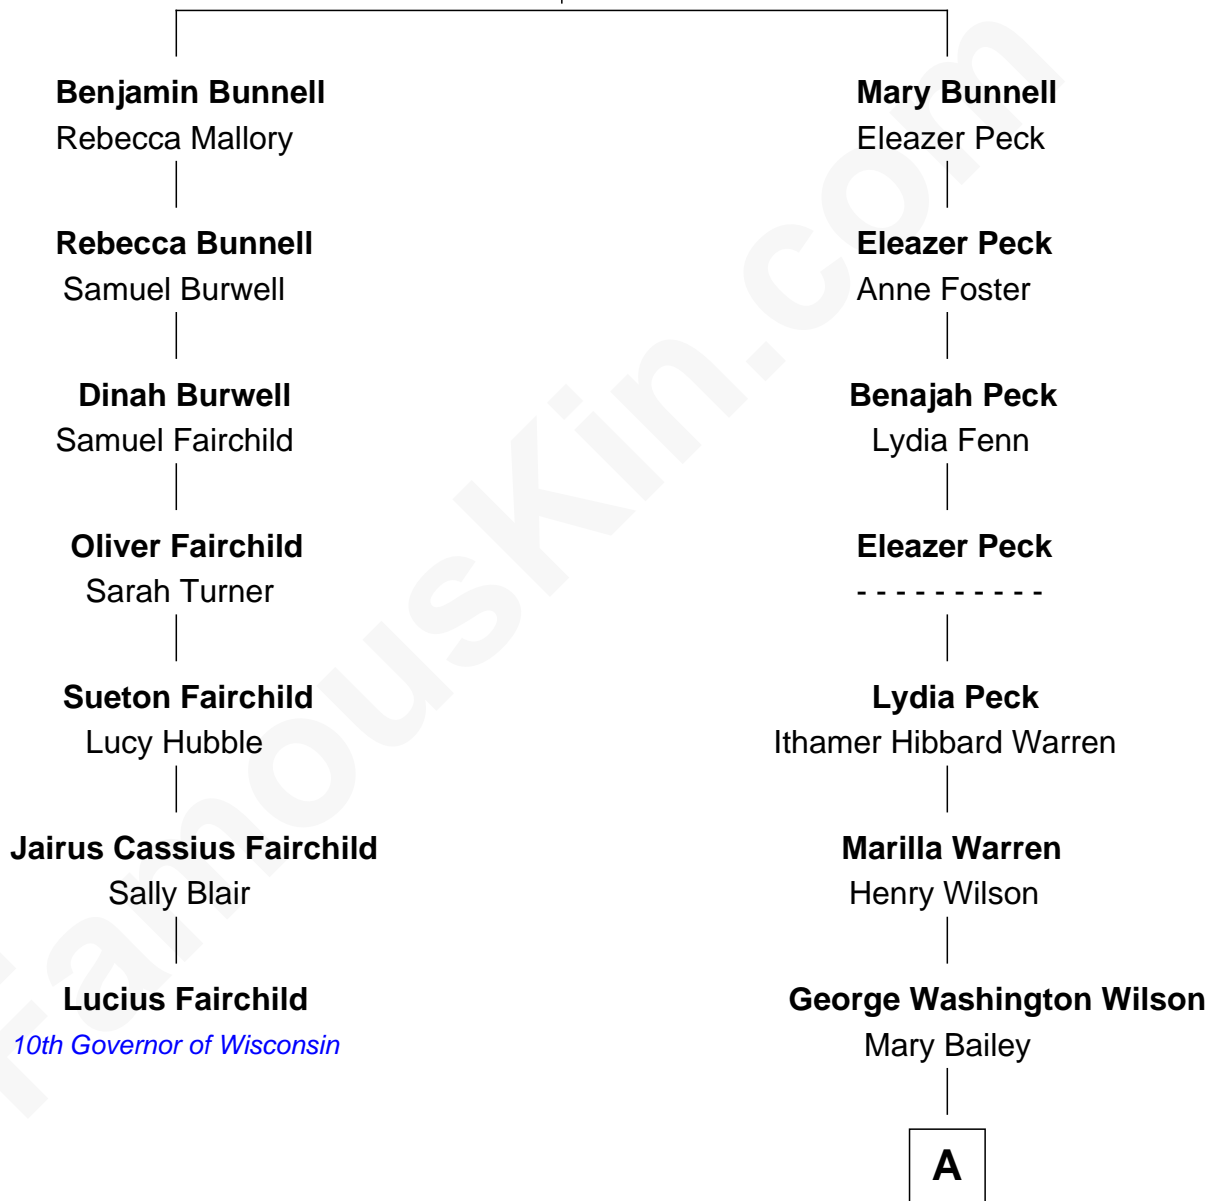 Benjamin Bunnell
Rebecca Mallory
Rebecca Bunnell
Samuel Burwell
Dinah Burwell
Samuel Fairchild
Oliver Fairchild
Sarah Turner
Sueton Fairchild
Lucy Hubble
Jairus Cassius Fairchild
Sally Blair
Lucius Fairchild
10th Governor of Wisconsin
Mary Bunnell
Eleazer Peck
Eleazer Peck
Anne Foster
Benajah Peck
Lydia Fenn
Eleazer Peck
- - - - - - - - - -
Lydia Peck
Ithamer Hibbard Warren
Marilla Warren
Henry Wilson
George Washington Wilson
Mary Bailey
A
FamousKin.com